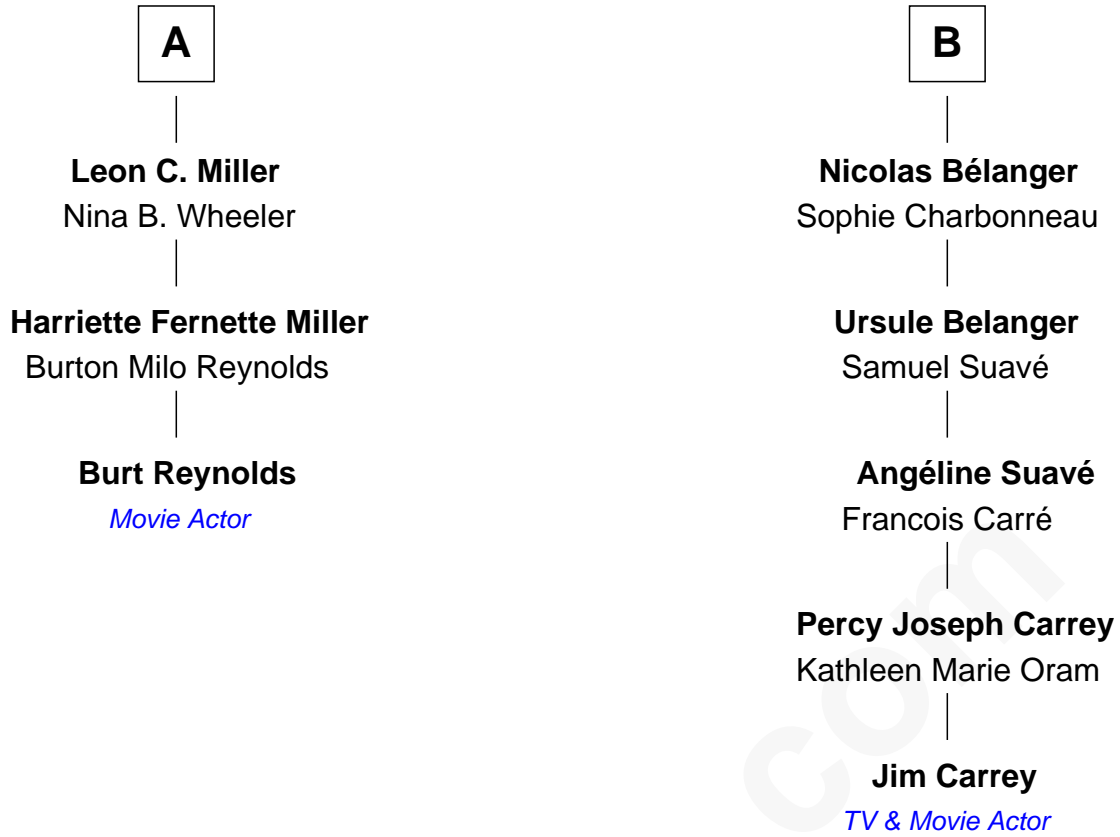 A
Leon C. Miller
Nina B. Wheeler
Harriette Fernette Miller
Burton Milo Reynolds
Burt Reynolds
Movie Actor
B
Nicolas Bélanger
Sophie Charbonneau
Ursule Belanger
Samuel Suavé
Angéline Suavé
Francois Carré
Percy Joseph Carrey
Kathleen Marie Oram
Jim Carrey
TV & Movie Actor
com